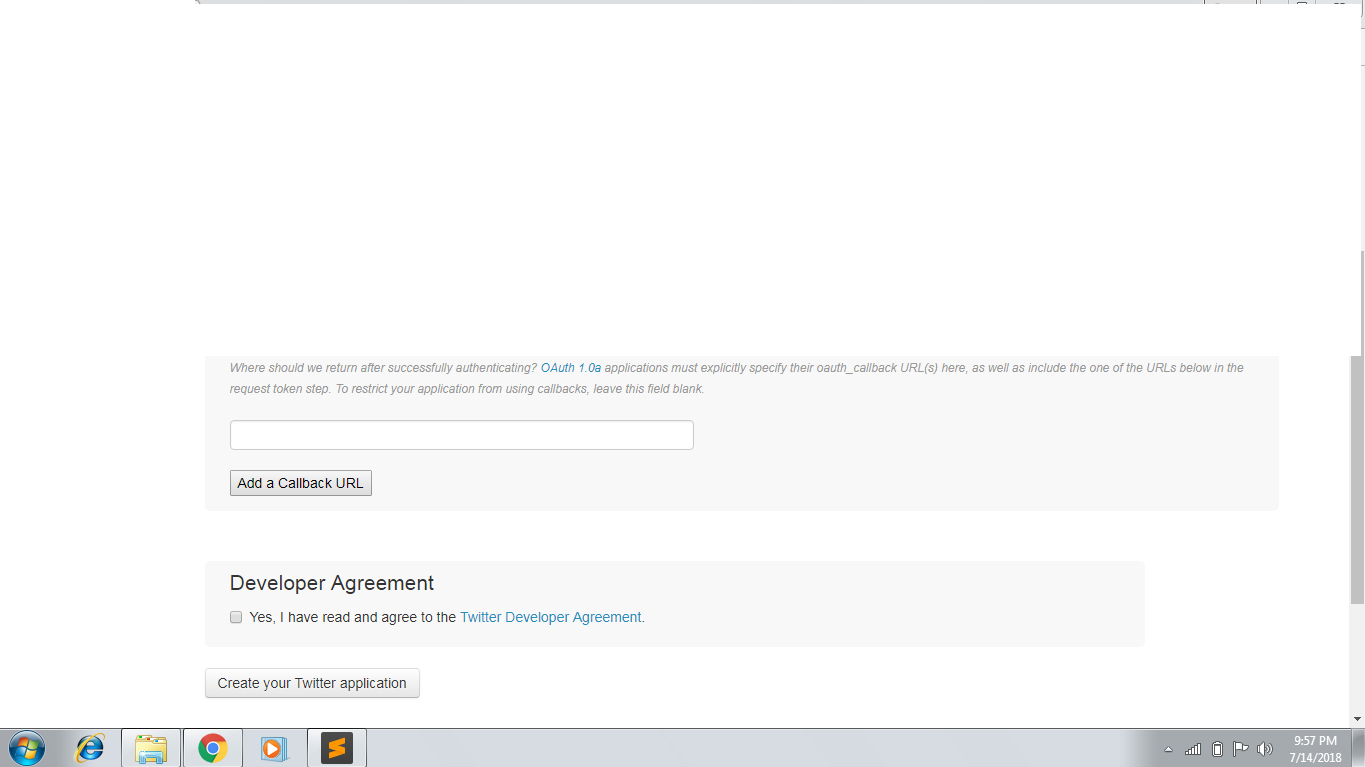 Where should we return after successfully authenticating? OAuth 1.0a applications must explicitly specify their oauth_callback URL(s) here, as well as include the one of the URLs below in the
request token step. To restrict your application from using callbacks, leave this field blank.
Add a Callback URL
Developer Agreement
Yes, I have read and agree to the Twitter Developer Agreement.
Create your Twitter application
9:57 PM
7/14/2018